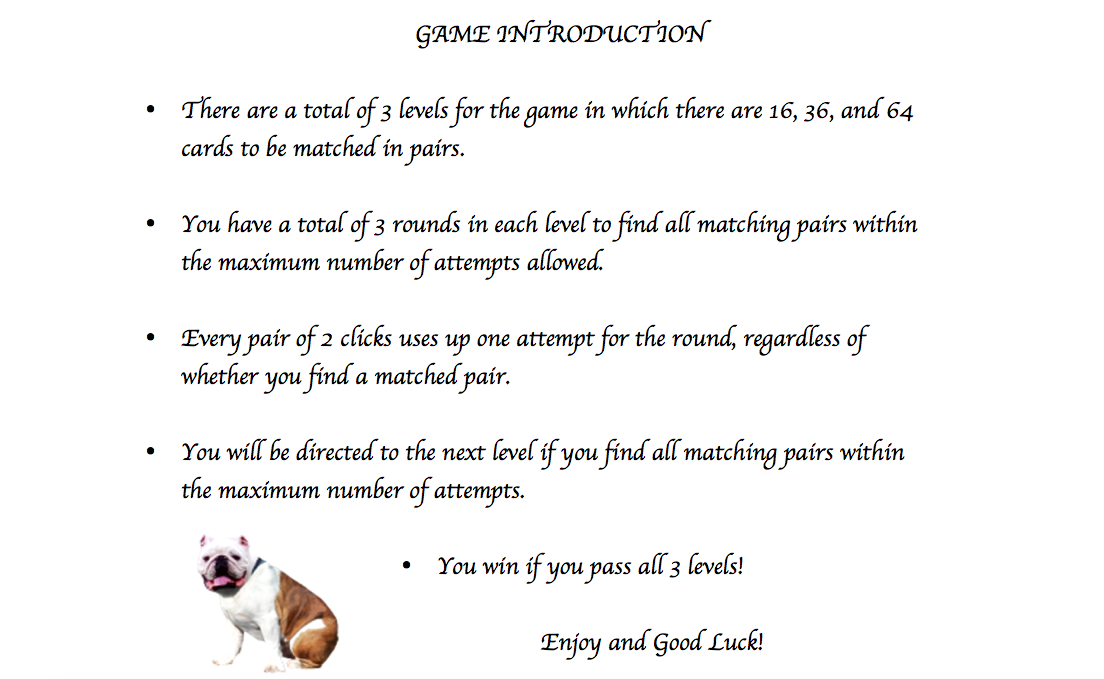 GAME INTRODUCTION
• There are a total of 3 levels for the game in which there are 16, 36, and 64
cards to be matched in pairs.
• You have a total of 3 rounds in each level to find all matching pairs within
the maximum number of attempts allowed.
• Every pair of 2 clicks uses up one attempt for the round, regardless of
whether you find a matched pair.
• You will be directed to the next level if you find all matching pairs within
the maximum number of attempts.
• You win if you pass all 3 levels!
Enjoy and Good Luck!